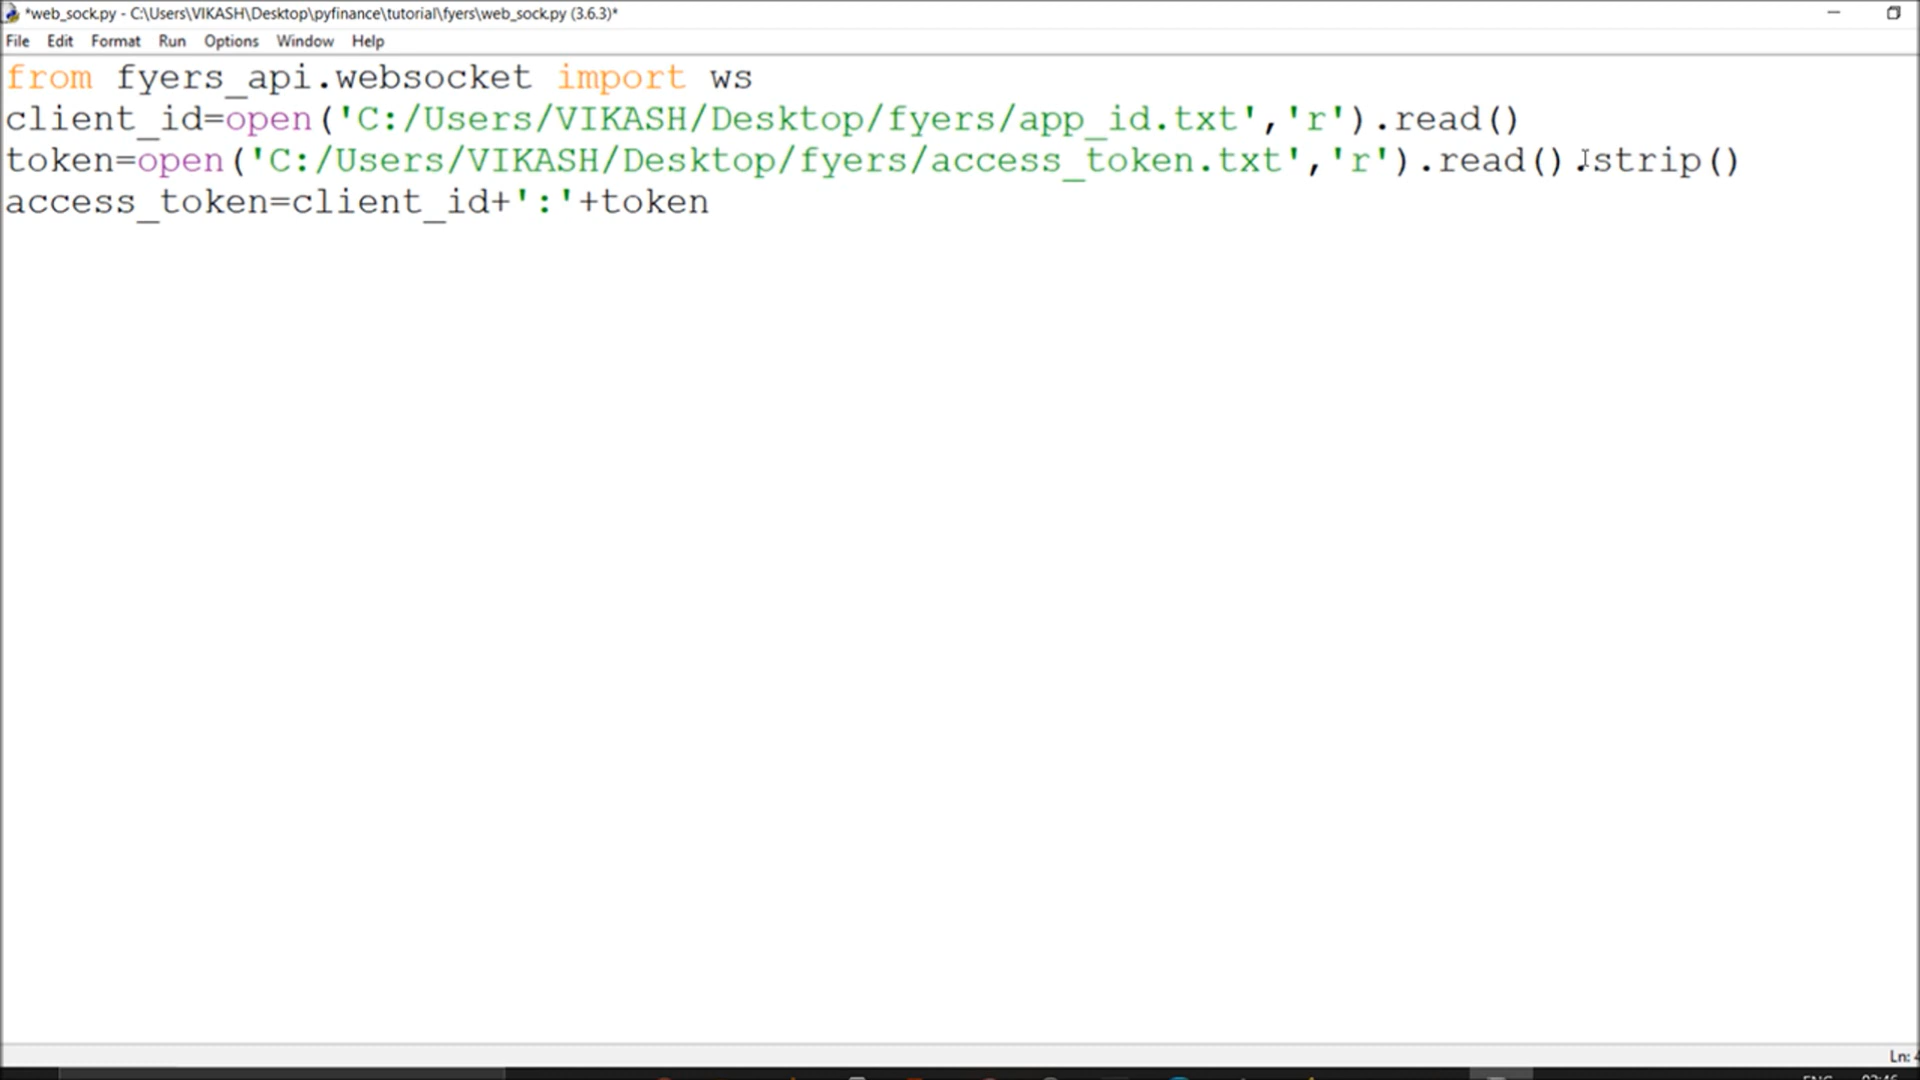 *web_sock.py - C:\Users\VIKASH\Desktop\pyfinance\tutorial\fyers\web_sock.py (3.6.3)*
File Edit Format Run Options Window Help
from fyers_api.websocket import ws
client_id=open('C:/Users/VIKASH/Desktop/fyers/app_id.txt','r').read()
token=open('C:/Users/VIKASH/Desktop/fyers/access_token.txt','r').read().strip()
access_token=client_id+':'+token
Ln: